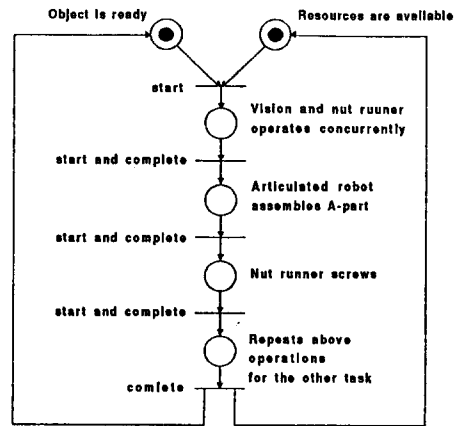 Object is ready
Resources are available
start
Vision and nut ruuner
operates concurrently
start and complete
Articulated robot
assembles A-part
start and complete
Nut runner screws
start and complete
Repeats above
operations
for the other task
comfete